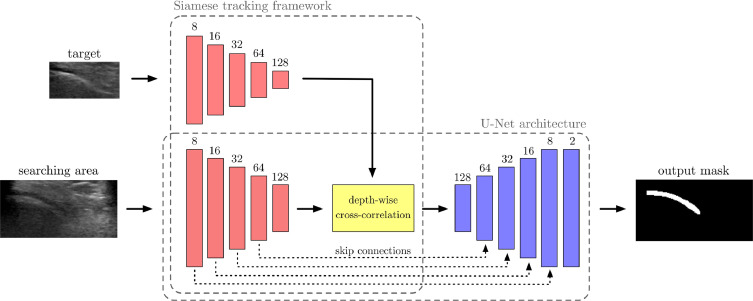 Siamese tracking framework
target
8
16
32
64
128
U-Net architecture
searching area
8
16
32
64
128
depth-wise
cross-correlation
128
64
32
16
8
2
output mask
skip connections